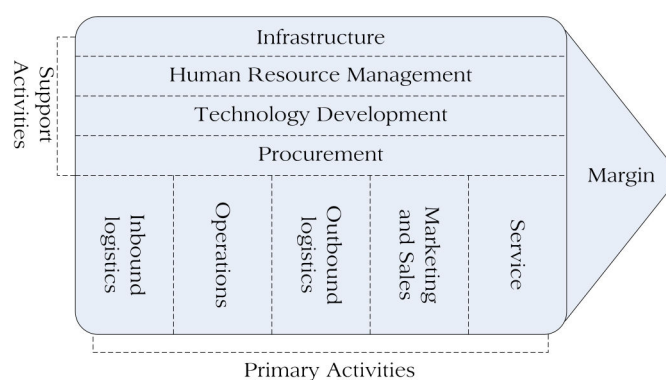 Infrastructure
Human Resource Management
Technology Development
Procurement
Support
Activities
Margin
Inbound
logistics
Operations
Outbound
logistics
Marketing
and Sales
Service
Primary Activities